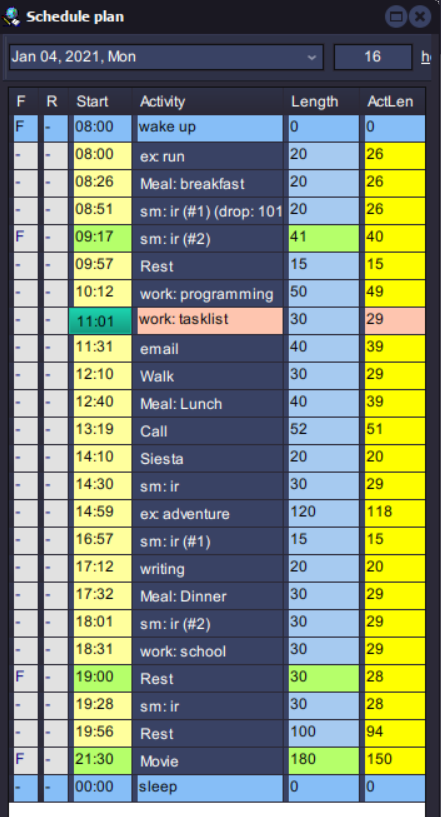 Schedule plan
Jan 04, 2021, Mon 16 h
F R Start Activity Length ActLen
F - 08:00 wake up 0 0
- - 08:00 ex: run 20 26
- - 08:26 Meal: breakfast 20 26
- - 08:51 sm: ir (#1) (drop: 101 20 26
F - 09:17 sm: ir (#2) 41 40
- - 09:57 Rest 15 15
- - 10:12 work: programming 50 49
- - 11:01 work: tasklist 30 29
- - 11:31 email 40 39
- - 12:10 Walk 30 29
- - 12:40 Meal: Lunch 40 39
- - 13:19 Call 52 51
- - 14:10 Siesta 20 20
- - 14:30 sm: ir 30 29
- - 14:59 ex: adventure 120 118
- - 16:57 sm: ir (#1) 15 15
- - 17:12 writing 20 20
- - 17:32 Meal: Dinner 30 29
- - 18:01 sm: ir (#2) 30 29
- - 18:31 work: school 30 29
F - 19:00 Rest 30 28
- - 19:28 sm: ir 30 28
- - 19:56 Rest 100 94
F - 21:30 Movie 180 150
- - 00:00 sleep 0 0